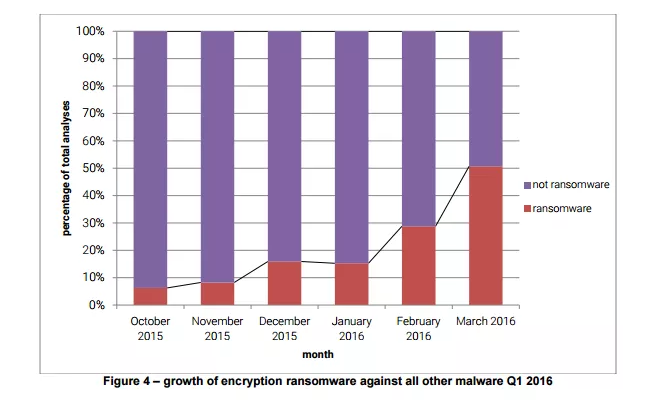 100%
90%
80%
70%
60%
50%
40%
30%
20%
10%
0%
percentage of total analyses
not ransomware
ransomware
October
2015
November
2015
December
2015
January
2016
February
2016
March 2016
month
Figure 4 – growth of encryption ransomware against all other malware Q1 2016